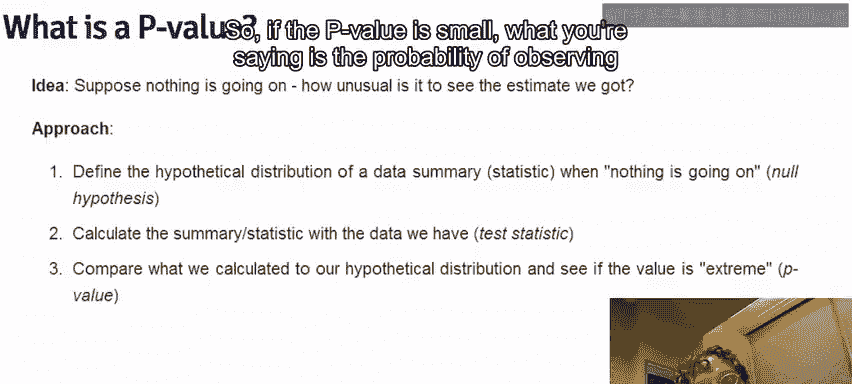 What is a P-value?
So, if the P-value is small, what you're
saying is the probability of observing
Idea: Suppose nothing is going on - how unusual is it to see the estimate we got?
Approach:
1. Define the hypothetical distribution of a data summary (statistic) when "nothing is going on" (null
hypothesis)
2. Calculate the summary/statistic with the data we have (test statistic)
3. Compare what we calculated to our hypothetical distribution and see if the value is "extreme" (p-
value)